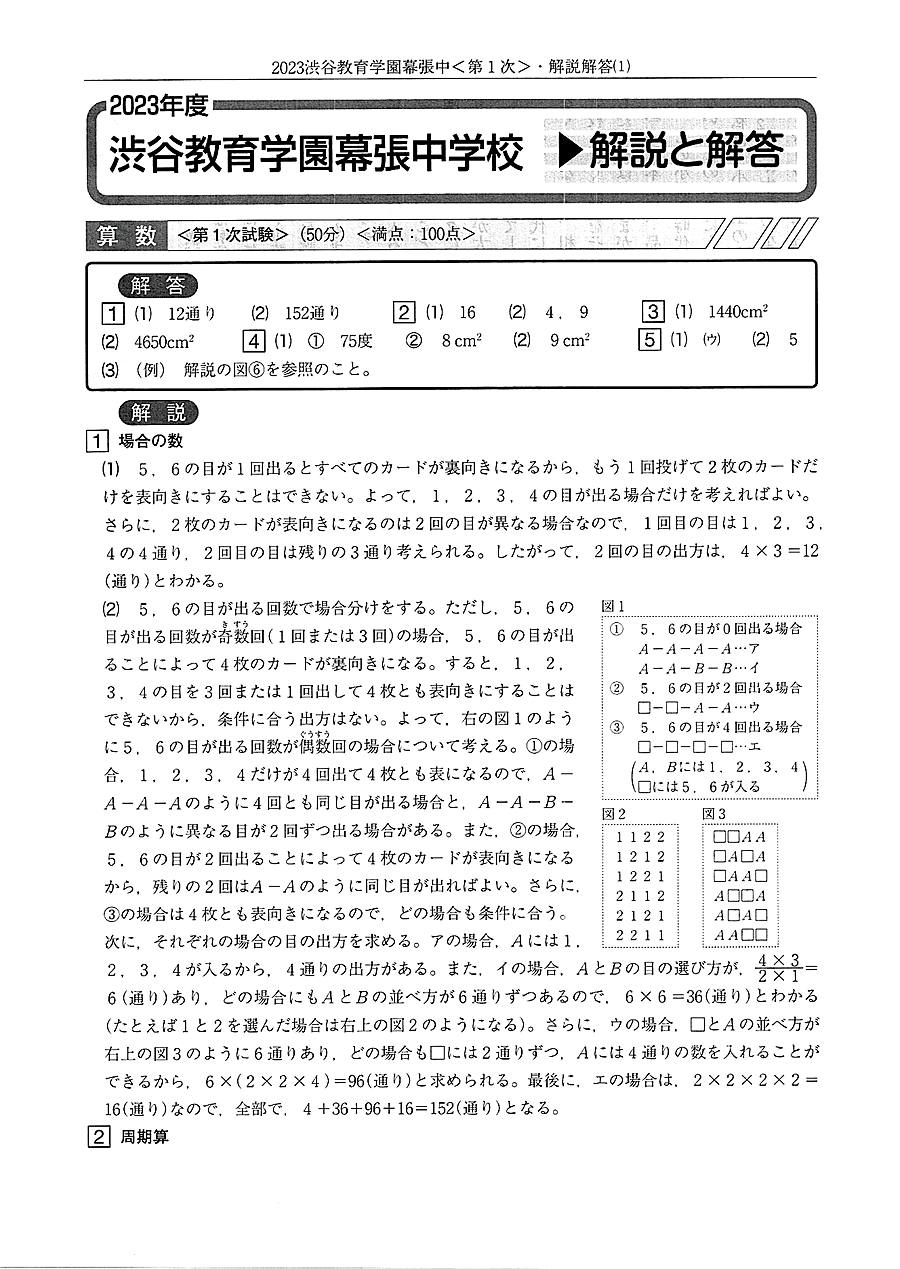 2023渋谷教育学園幕張中＜第1次＞・解説解答(1)
2023年度
渋谷教育学園幕張中学校 ▶解説と解答
算 数 ＜第1次試験＞（50分）＜満点：100点＞
解 答
1 (1) 12通り (2) 152通り 2 (1) 16 (2) 4，9 3 (1) 1440cm²
(2) 4650cm² 4 (1) ① 75度 ② 8cm² (2) 9cm² 5 (1) (ウ) (2) 5
(3) （例） 解説の図⑥を参照のこと。
解 説
1 場合の数
(1) 5，6の目が1回出るとすべてのカードが裏向きになるから，もう1回投げて2枚のカードだ
けを表向きにすることはできない。よって，1，2，3，4の目が出る場合だけを考えればよい。
さらに，2枚のカードが表向きになるのは2回の目が異なる場合なので，1回目の目は1，2，3，
4の4通り，2回目の目は残りの3通り考えられる。したがって，2回の目の出方は，4×3＝12
(通り)とわかる。
(2) 5，6の目が出る回数で場合分けをする。ただし，5，6の
目が出る回数が奇数回(1回または3回)の場合，5，6の目が出
きすう
ることによって4枚のカードが裏向きになる。すると，1，2，
3，4の目を3回または1回出して4枚とも表向きにすることは
できないから，条件に合う出方はない。よって，右の図1のよう
に5，6の目が出る回数が偶数回の場合について考える。①の場
ぐうすう
合，1，2，3，4だけが4回出て4枚とも表になるので，A－
A－A－Aのように4回とも同じ目が出る場合と，A－A－B－
Bのように異なる目が2回ずつ出る場合がある。また，②の場合，
5，6の目が2回出ることによって4枚のカードが表向きになる
から，残りの2回はA－Aのように同じ目が出ればよい。さらに，
③の場合は4枚とも表向きになるので，どの場合も条件に合う。
次に，それぞれの場合の目の出方を求める。アの場合，Aには1，
図1
① 5，6の目が0回出る場合
A－A－A－A…ア
A－A－B－B…イ
② 5，6の目が2回出る場合
□－□－A－A…ウ
③ 5，6の目が4回出る場合
□－□－□－□…エ
(A，Bには1，2，3，4
□には5，6が入る)
図2
1 1 2 2
1 2 1 2
1 2 2 1
2 1 1 2
2 1 2 1
2 2 1 1
図3
□□A A
□A□A
□A A□
A□□A
A□A□
A A□□
2，3，4が入るから，4通りの出方がある。また，イの場合，AとBの目の選び方が，4×3/2×1＝
6(通り)あり，どの場合にもAとBの並べ方が6通りずつあるので，6×6＝36(通り)とわかる
(たとえば1と2を選んだ場合は右上の図2のようになる)。さらに，ウの場合，□とAの並べ方が
右上の図3のように6通りあり，どの場合も□には2通りずつ，Aには4通りの数を入れることが
できるから，6×(2×2×4)＝96(通り)と求められる。最後に，エの場合は，2×2×2×2＝
16(通り)なので，全部で，4＋36＋96＋16＝152(通り)となる。
2 周期算